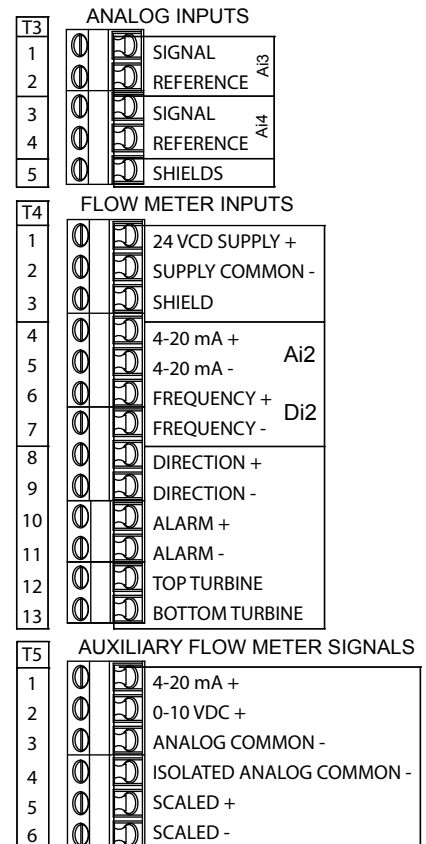 T3 ANALOG INPUTS
1 SIGNAL
2 REFERENCE
Ai3
3 SIGNAL
4 REFERENCE
Ai4
5 SHIELDS
T4 FLOW METER INPUTS
1 24 VCD SUPPLY +
2 SUPPLY COMMON -
3 SHIELD
4 4-20 mA +
5 4-20 mA -
Ai2
6 FREQUENCY +
7 FREQUENCY -
Di2
8 DIRECTION +
9 DIRECTION -
10 ALARM +
11 ALARM -
12 TOP TURBINE
13 BOTTOM TURBINE
T5 AUXILIARY FLOW METER SIGNALS
1 4-20 mA +
2 0-10 VDC +
3 ANALOG COMMON -
4 ISOLATED ANALOG COMMON -
5 SCALED +
6 SCALED -